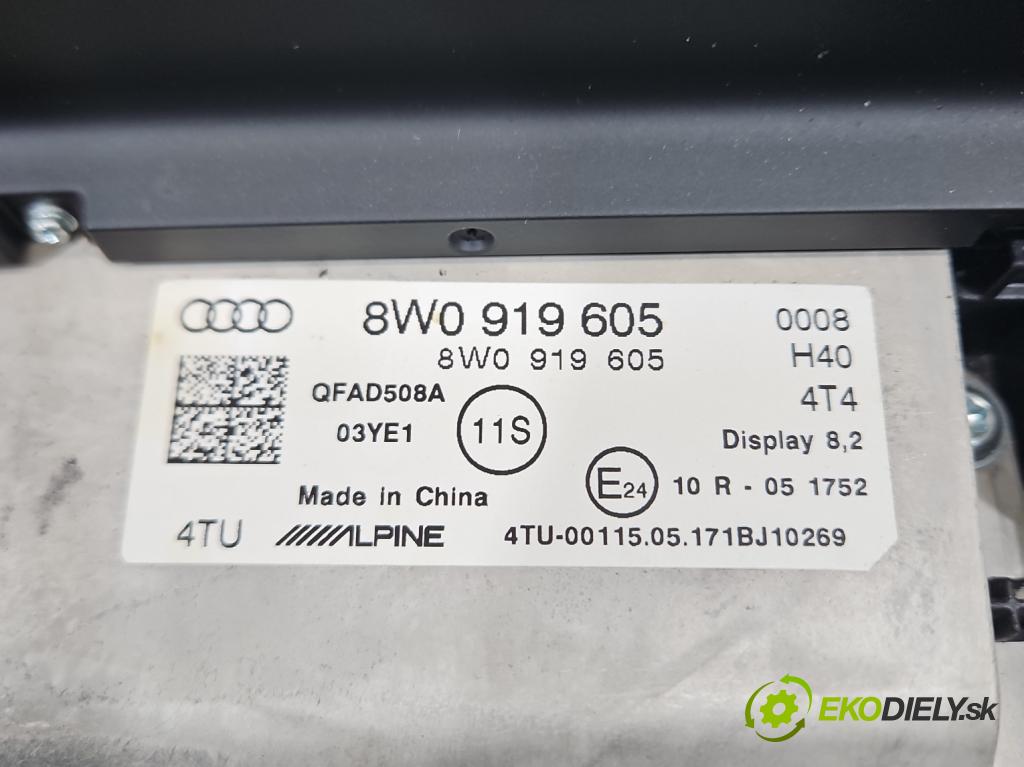 8W0 919 605 0008
8W0 919 605 H40
QFAD508A 4T4
03YE1 11S Display 8,2
Made in China E24 10 R - 05 1752
4TU ALPINE 4TU-00115.05.171BJ10269
EKODIELY.sk